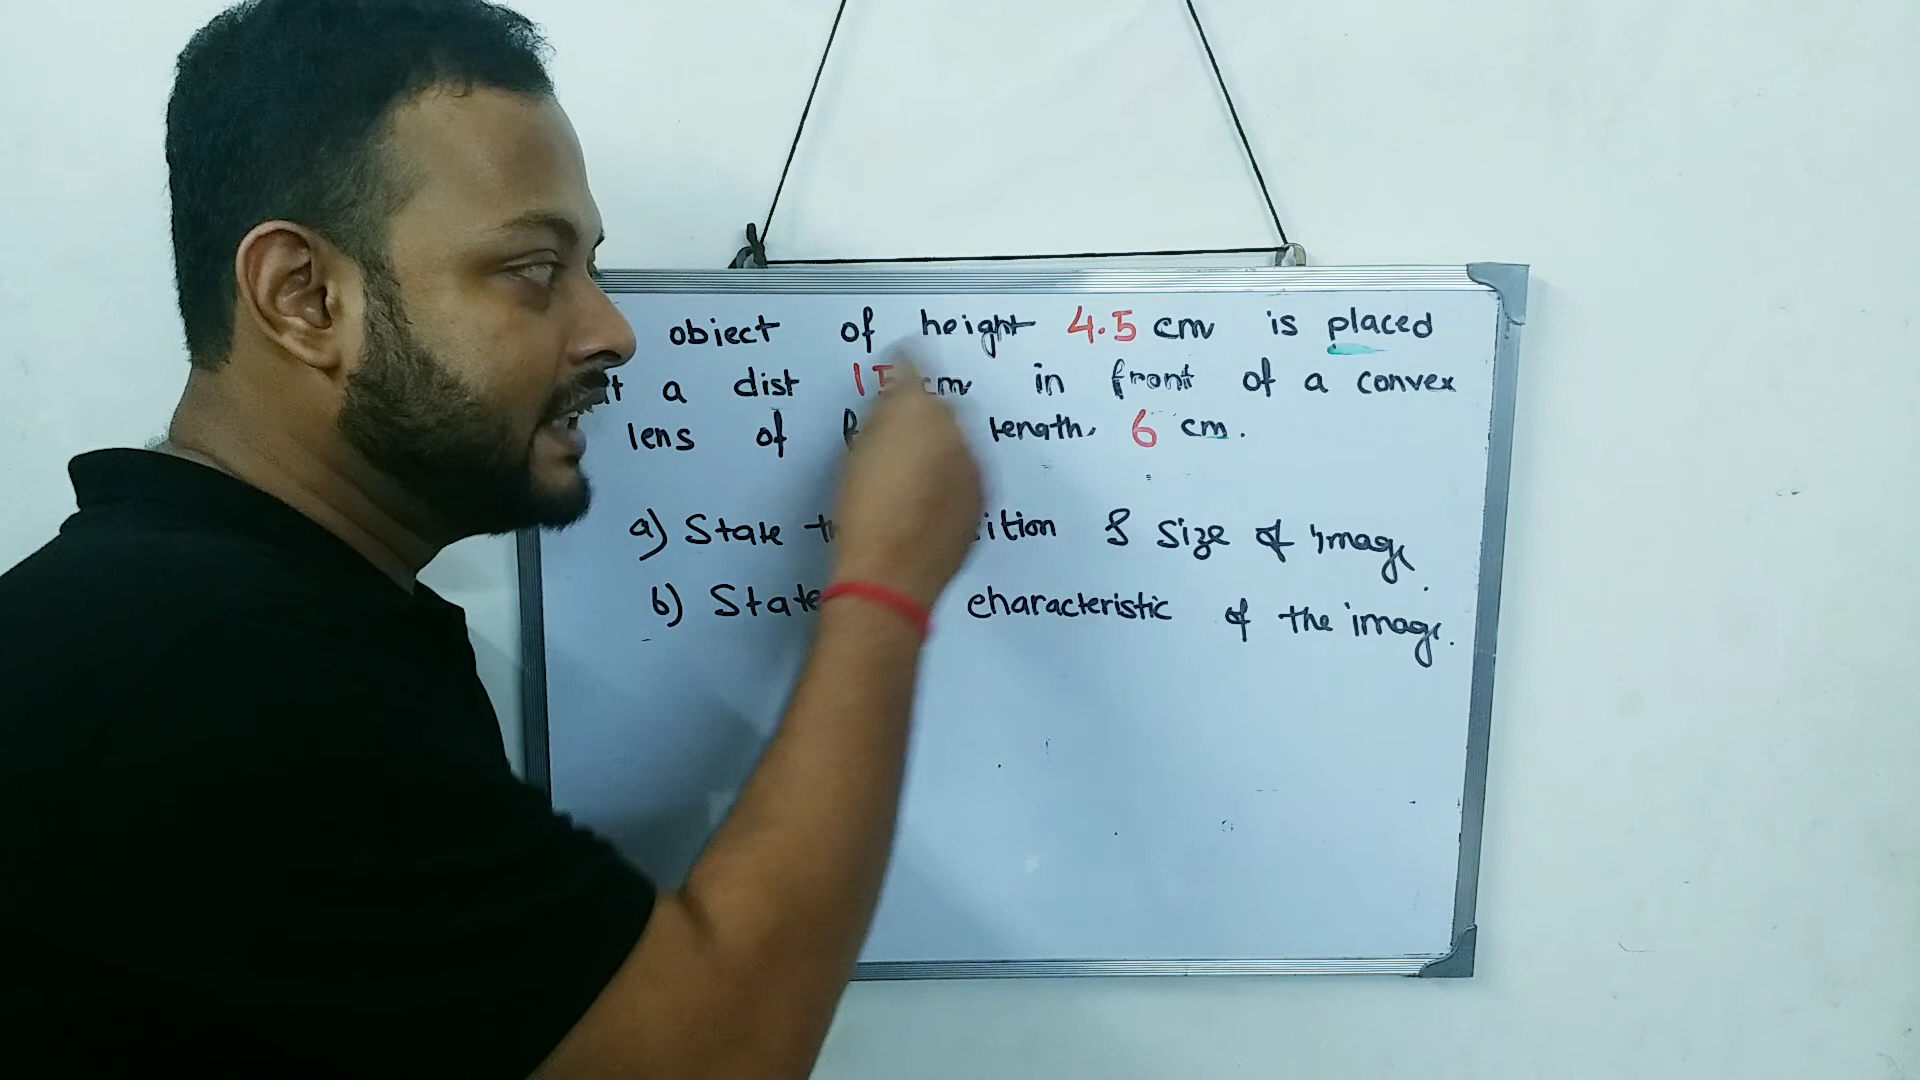 object of height 4.5 cm is placed
a dist 15 cm in front of a convex
lens of length, 6 cm.
a) State & Size of image.
b) State characteristic of the image.